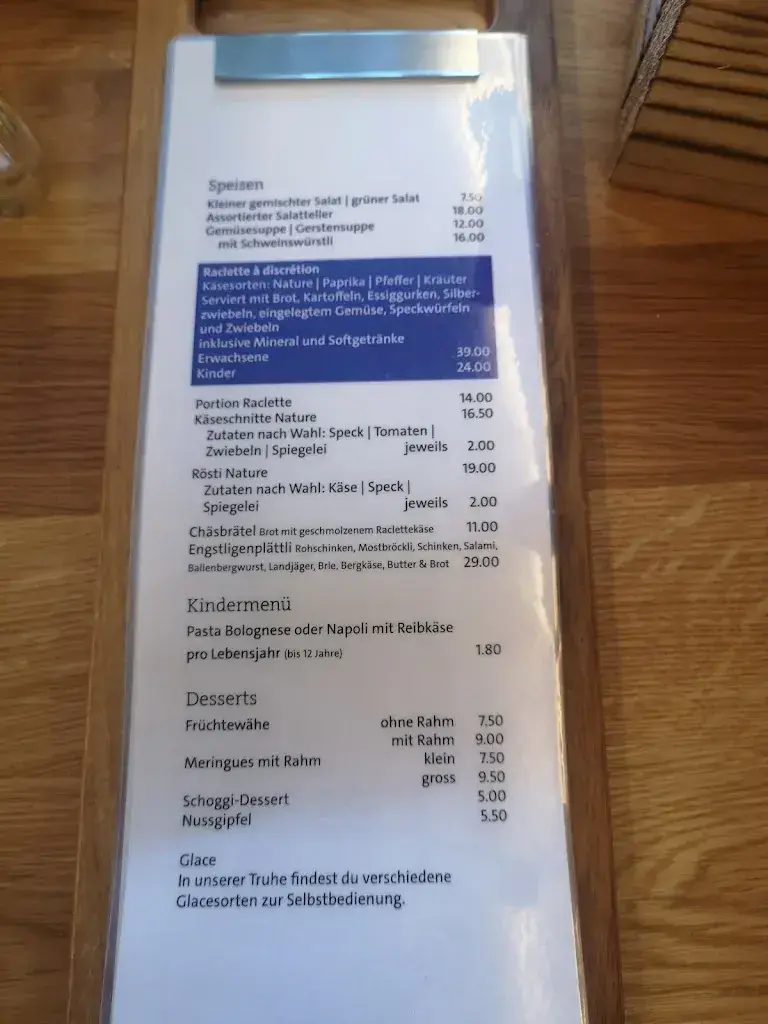 Speisen
Kleiner gemischter Salat | grüner Salat 7.50
Assortierter Salatteller 18.00
Gemüsesuppe | Gerstensuppe 12.00
mit Schweinswürstli 16.00
Raclette à discrétion
Käsesorten: Nature | Paprika | Pfeffer | Kräuter
Serviert mit Brot, Kartoffeln, Essiggurken, Silber-
zwiebeln, eingelegtem Gemüse, Speckwürfeln
und Zwiebeln
inklusive Mineral und Softgetränke
Erwachsene 39.00
Kinder 24.00
Portion Raclette 14.00
Käseschnitte Nature 16.50
Zutaten nach Wahl: Speck | Tomaten |
Zwiebeln | Spiegelei jeweils 2.00
Rösti Nature 19.00
Zutaten nach Wahl: Käse | Speck |
Spiegelei jeweils 2.00
Chäsbrätel Brot mit geschmolzenem Raclettekäse 11.00
Engstligenplättli Rohschinken, Mostbröckli, Schinken, Salami,
Ballenbergwurst, Landjäger, Brie, Bergkäse, Butter & Brot 29.00
Kindermenü
Pasta Bolognese oder Napoli mit Reibkäse
pro Lebensjahr (bis 12 Jahre) 1.80
Desserts
Früchtewähe ohne Rahm 7.50
mit Rahm 9.00
Meringues mit Rahm klein 7.50
gross 9.50
Schoggi-Dessert 5.00
Nussgipfel 5.50
Glace
In unserer Truhe findest du verschiedene
Glacesorten zur Selbstbedienung.